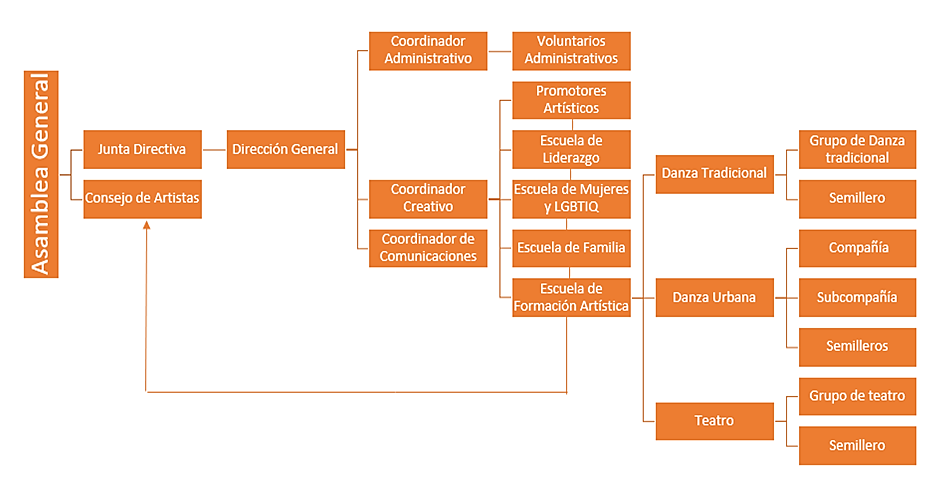 Asamblea General
Junta Directiva
Consejo de Artistas
Dirección General
Coordinador
Administrativo
Coordinador
Creativo
Coordinador de
Comunicaciones
Voluntarios
Administrativos
Promotores
Artísticos
Escuela de
Liderazgo
Escuela de Mujeres
y LGBTIQ
Escuela de Familia
Escuela de
Formación Artística
Danza Tradicional
Danza Urbana
Teatro
Grupo de Danza
tradicional
Semillero
Compañía
Subcompañía
Semilleros
Grupo de teatro
Semillero